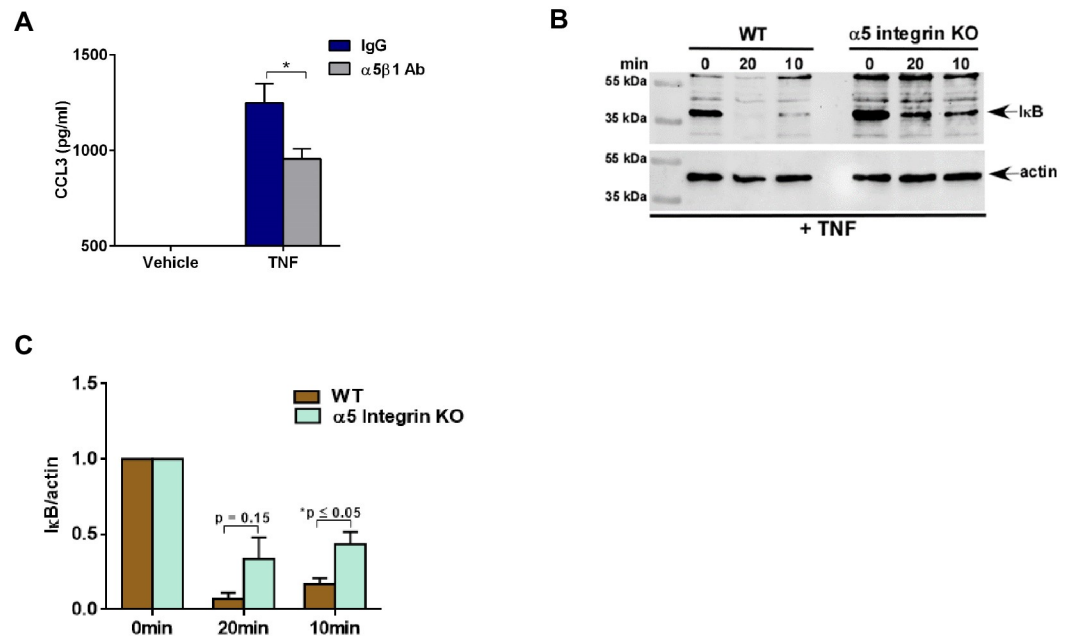 A
1500
1000
500
CCL3 (pg/ml)
IgG
α5β1 Ab
*
Vehicle TNF
B
WT α5 integrin KO
min 0 20 10 0 20 10
55 kDa
35 kDa
IκB
55 kDa
35 kDa
actin
+ TNF
C
1.5
1.0
0.5
0.0
IκB/actin
WT
α5 Integrin KO
p = 0.15
*p ≤ 0.05
0min 20min 10min